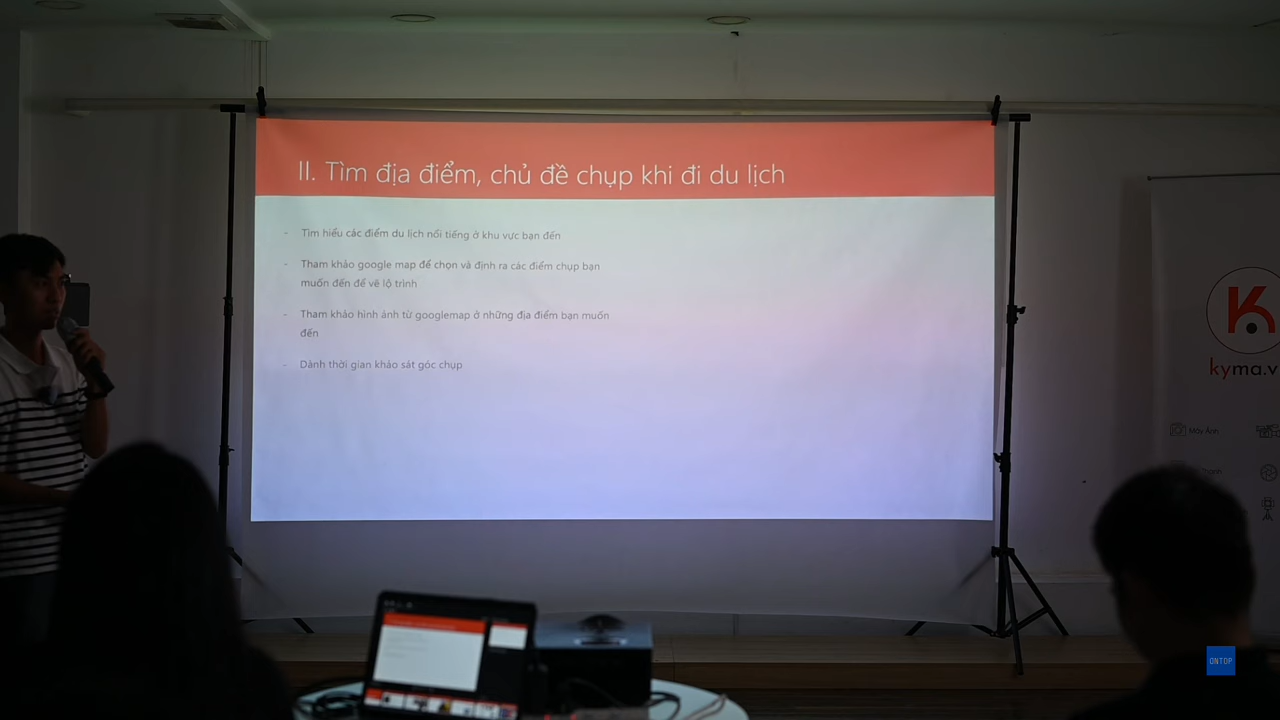 II. Tìm địa điểm, chủ đề chụp khi đi du lịch
- Tìm hiểu các điểm du lịch nổi tiếng ở khu vực bạn đến
- Tham khảo google map để chọn và định ra các điểm chụp bạn
muốn đến để vẽ lộ trình
- Tham khảo hình ảnh từ googlemap ở những địa điểm bạn muốn
đến
- Dành thời gian khảo sát góc chụp
kyma.v
Máy Ảnh
ONTOP